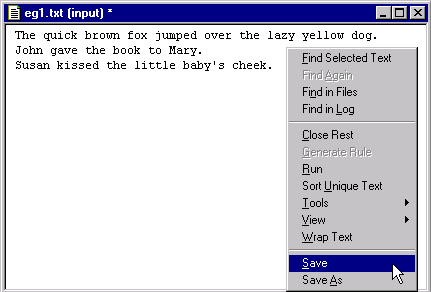 eg1.txt (input) *
The quick brown fox jumped over the lazy yellow dog.
John gave the book to Mary.
Susan kissed the little baby's cheek.
Find Selected Text
Find Again
Find in Files
Find in Log
Close Rest
Generate Rule
Run
Sort Unique Text
Tools
View
Wrap Text
Save
Save As